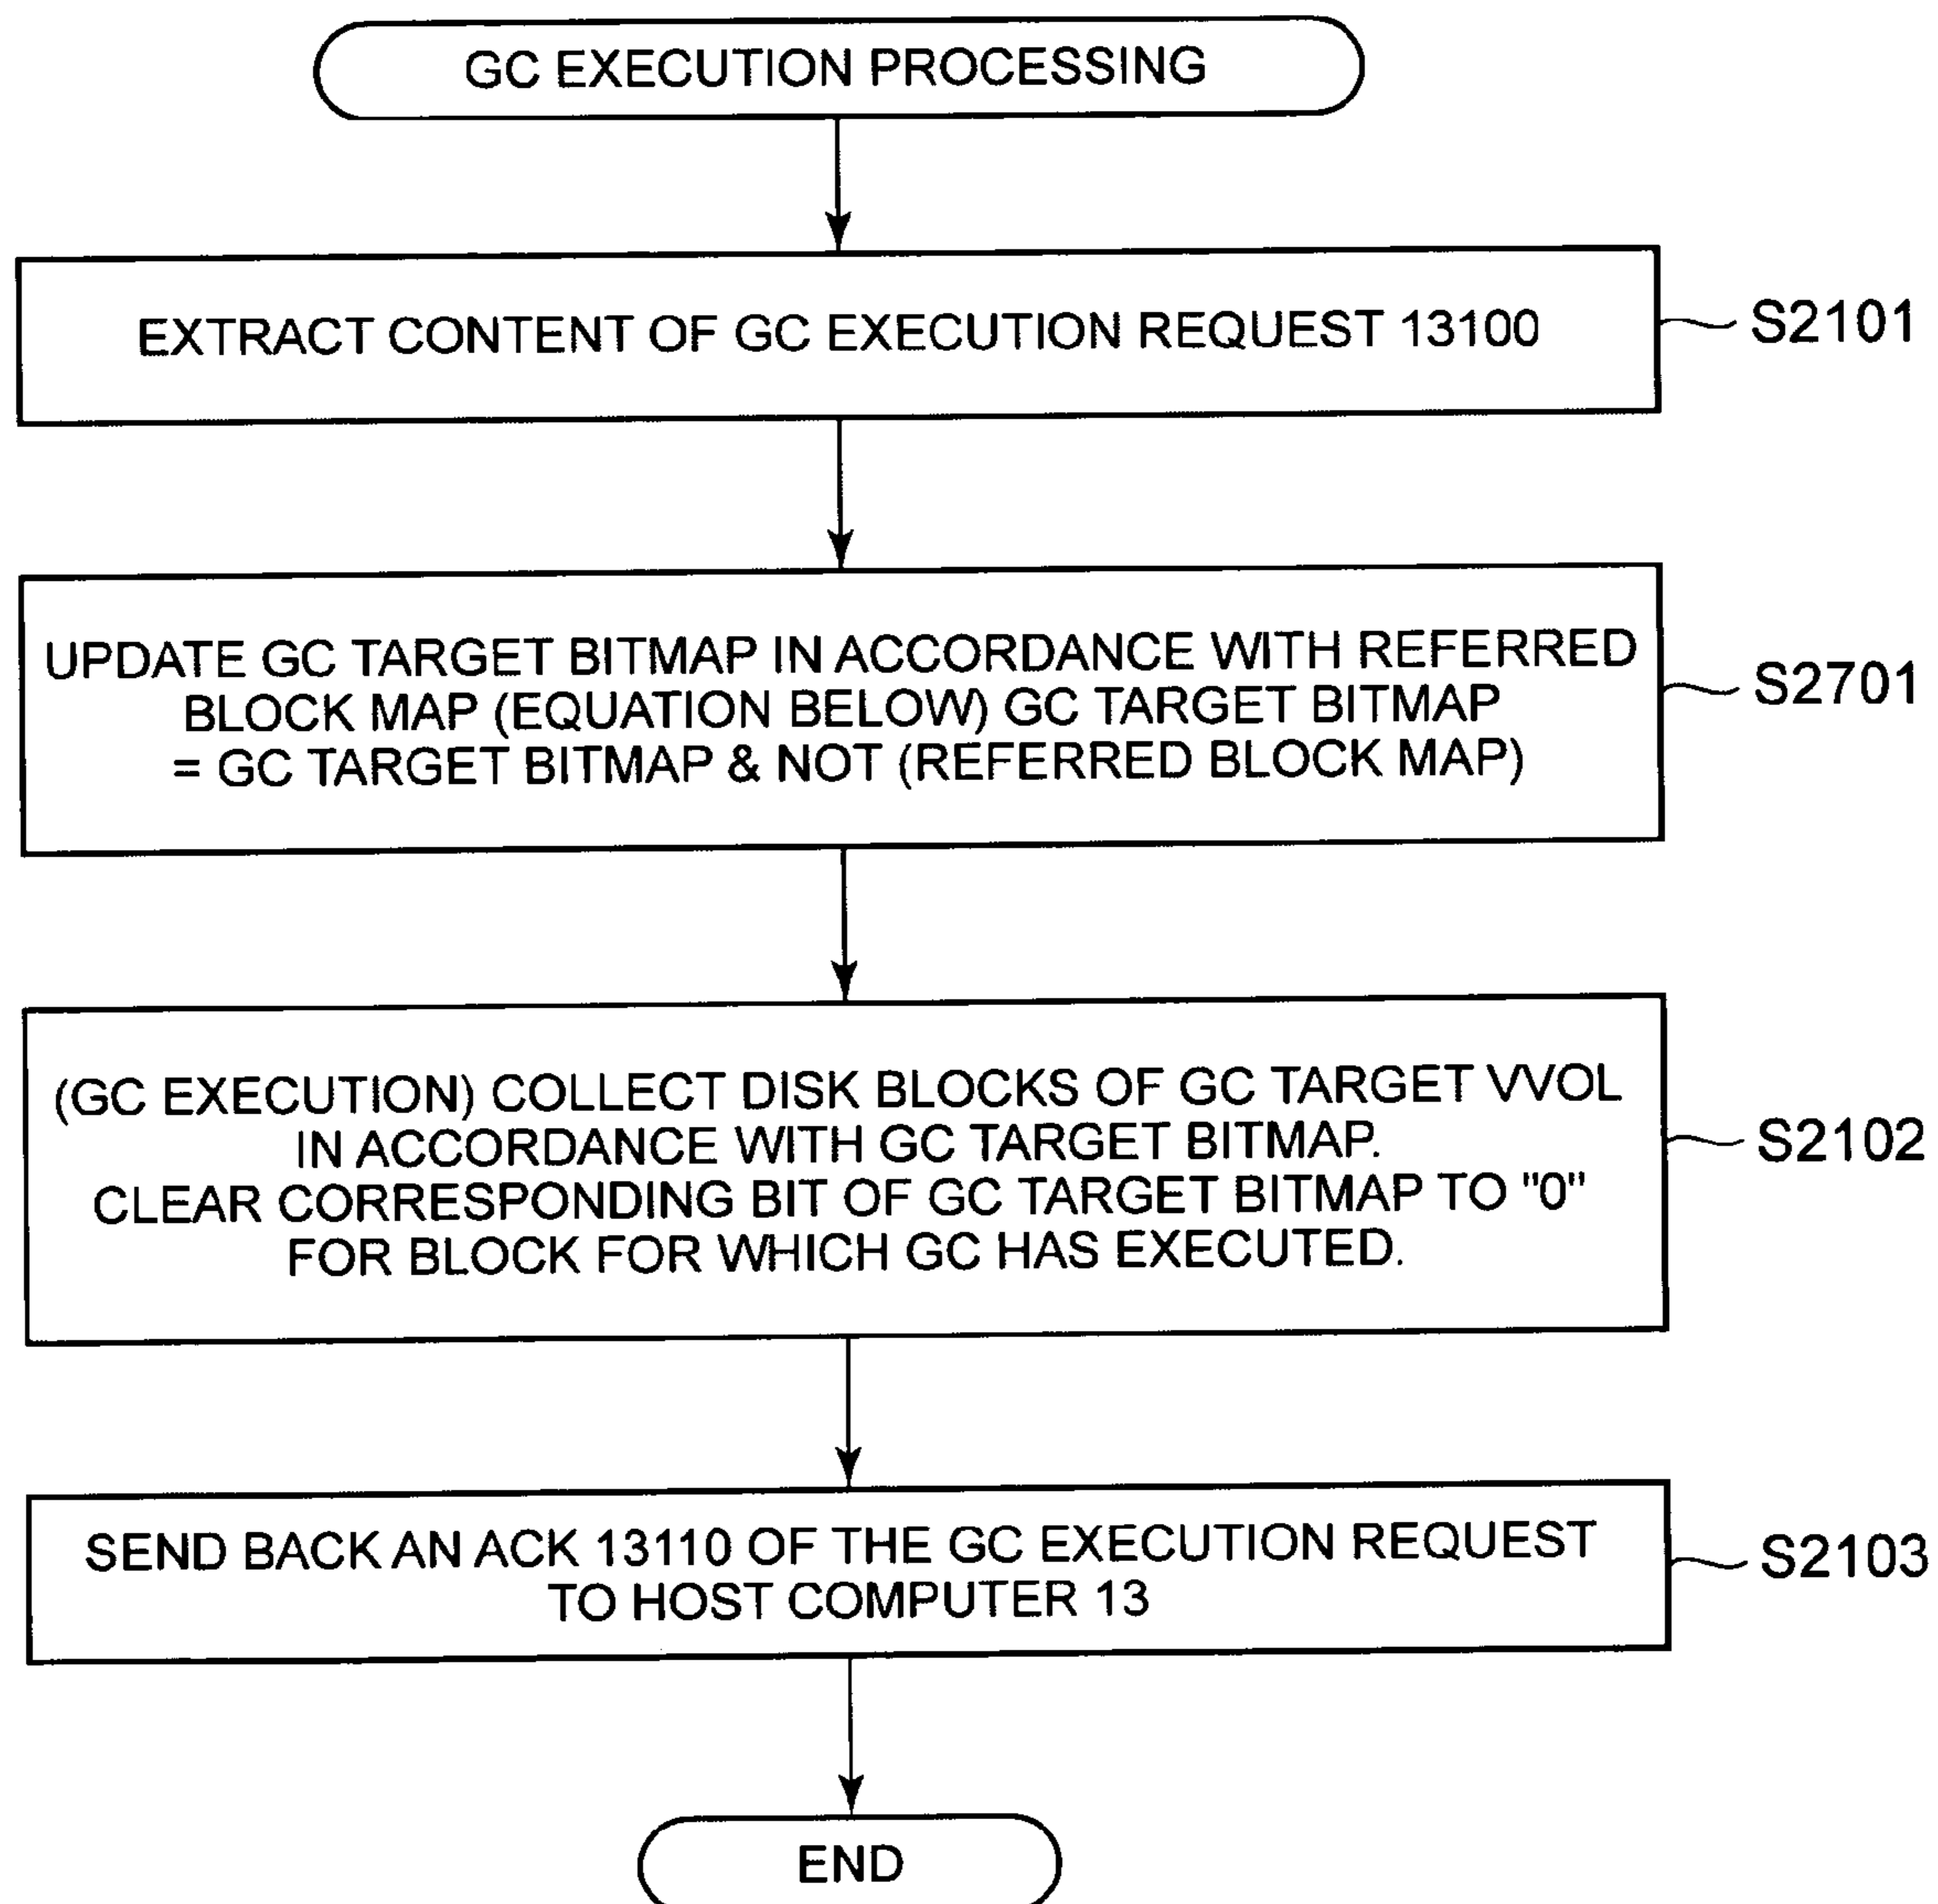 GC EXECUTION PROCESSING
EXTRACT CONTENT OF GC EXECUTION REQUEST 13100
S2101
UPDATE GC TARGET BITMAP IN ACCORDANCE WITH REFERRED
BLOCK MAP (EQUATION BELOW) GC TARGET BITMAP
= GC TARGET BITMAP & NOT (REFERRED BLOCK MAP)
S2701
(GC EXECUTION) COLLECT DISK BLOCKS OF GC TARGET VVOL
IN ACCORDANCE WITH GC TARGET BITMAP.
CLEAR CORRESPONDING BIT OF GC TARGET BITMAP TO "0"
FOR BLOCK FOR WHICH GC HAS EXECUTED.
S2102
SEND BACK AN ACK 13110 OF THE GC EXECUTION REQUEST
TO HOST COMPUTER 13
S2103
END